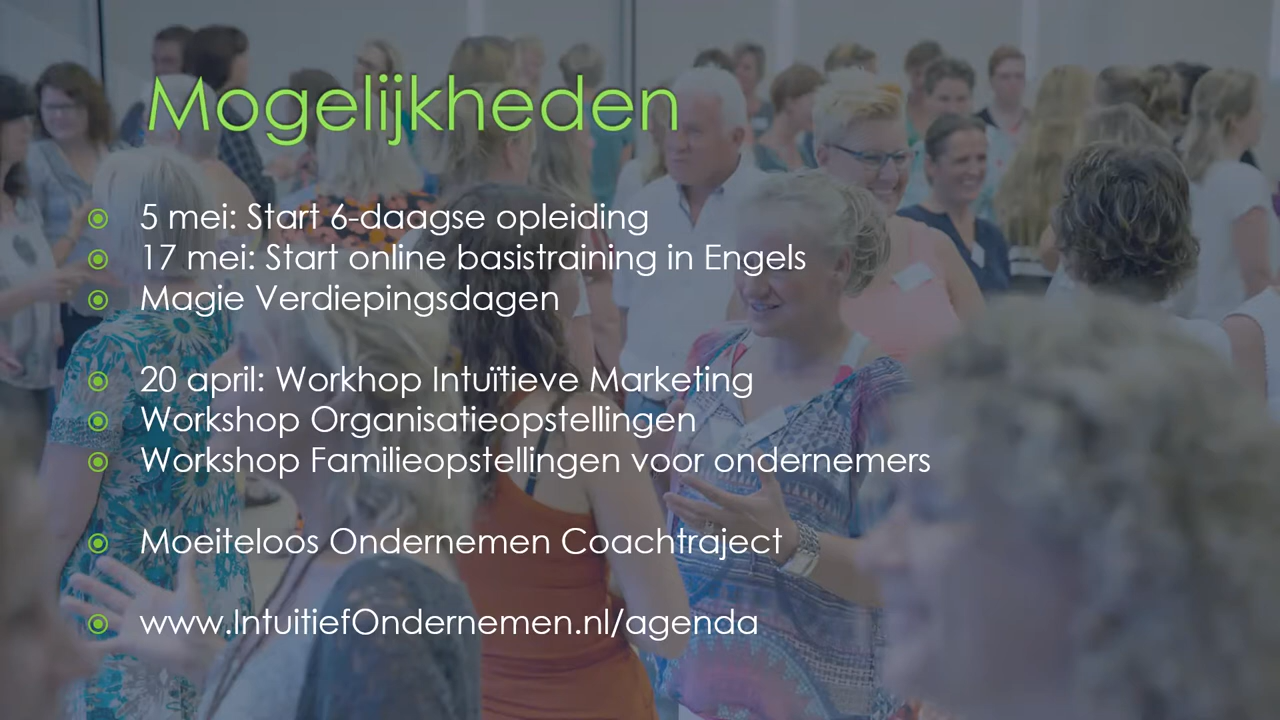 Mogelijkheden
5 mei: Start 6-daagse opleiding
17 mei: Start online basistraining in Engels
Magie Verdiepingsdagen
20 april: Workhop Intuïtieve Marketing
Workshop Organisatieopstellingen
Workshop Familieopstellingen voor ondernemers
Moeiteloos Ondernemen Coachtraject
www.IntuitiefOndernemen.nl/agenda